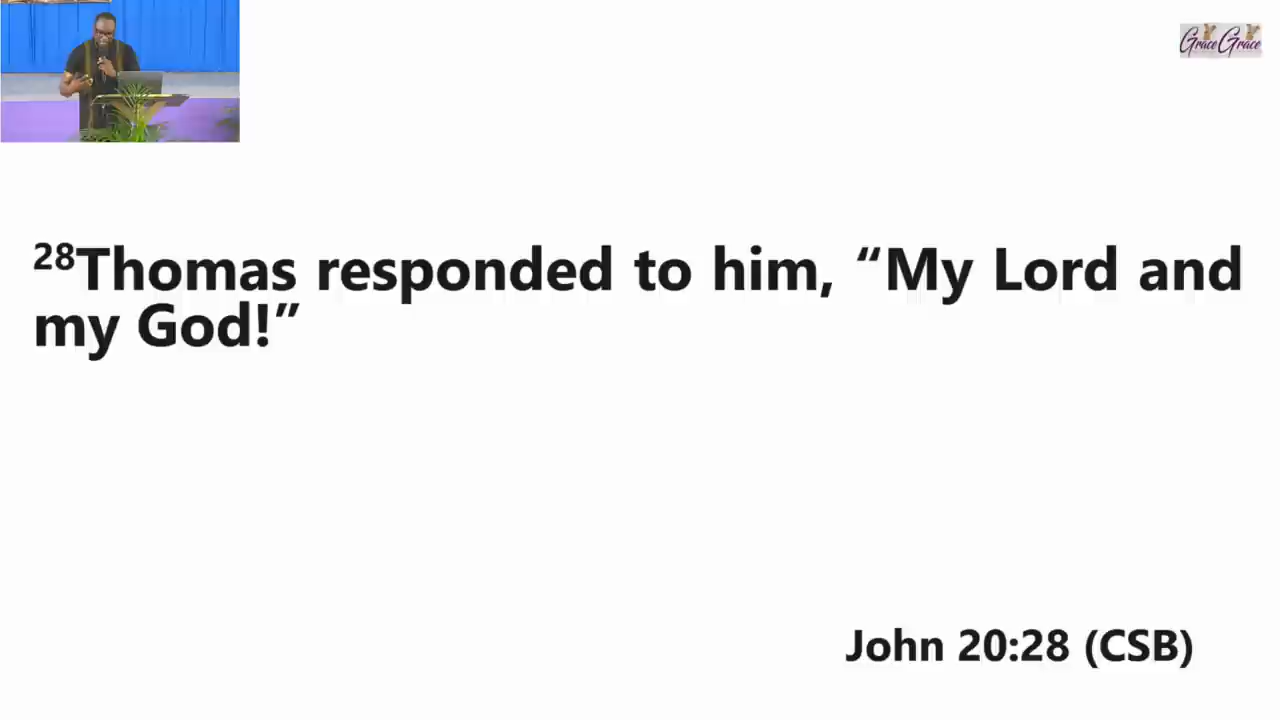 Grace Grace
²⁸Thomas responded to him, “My Lord and
my God!”
John 20:28 (CSB)